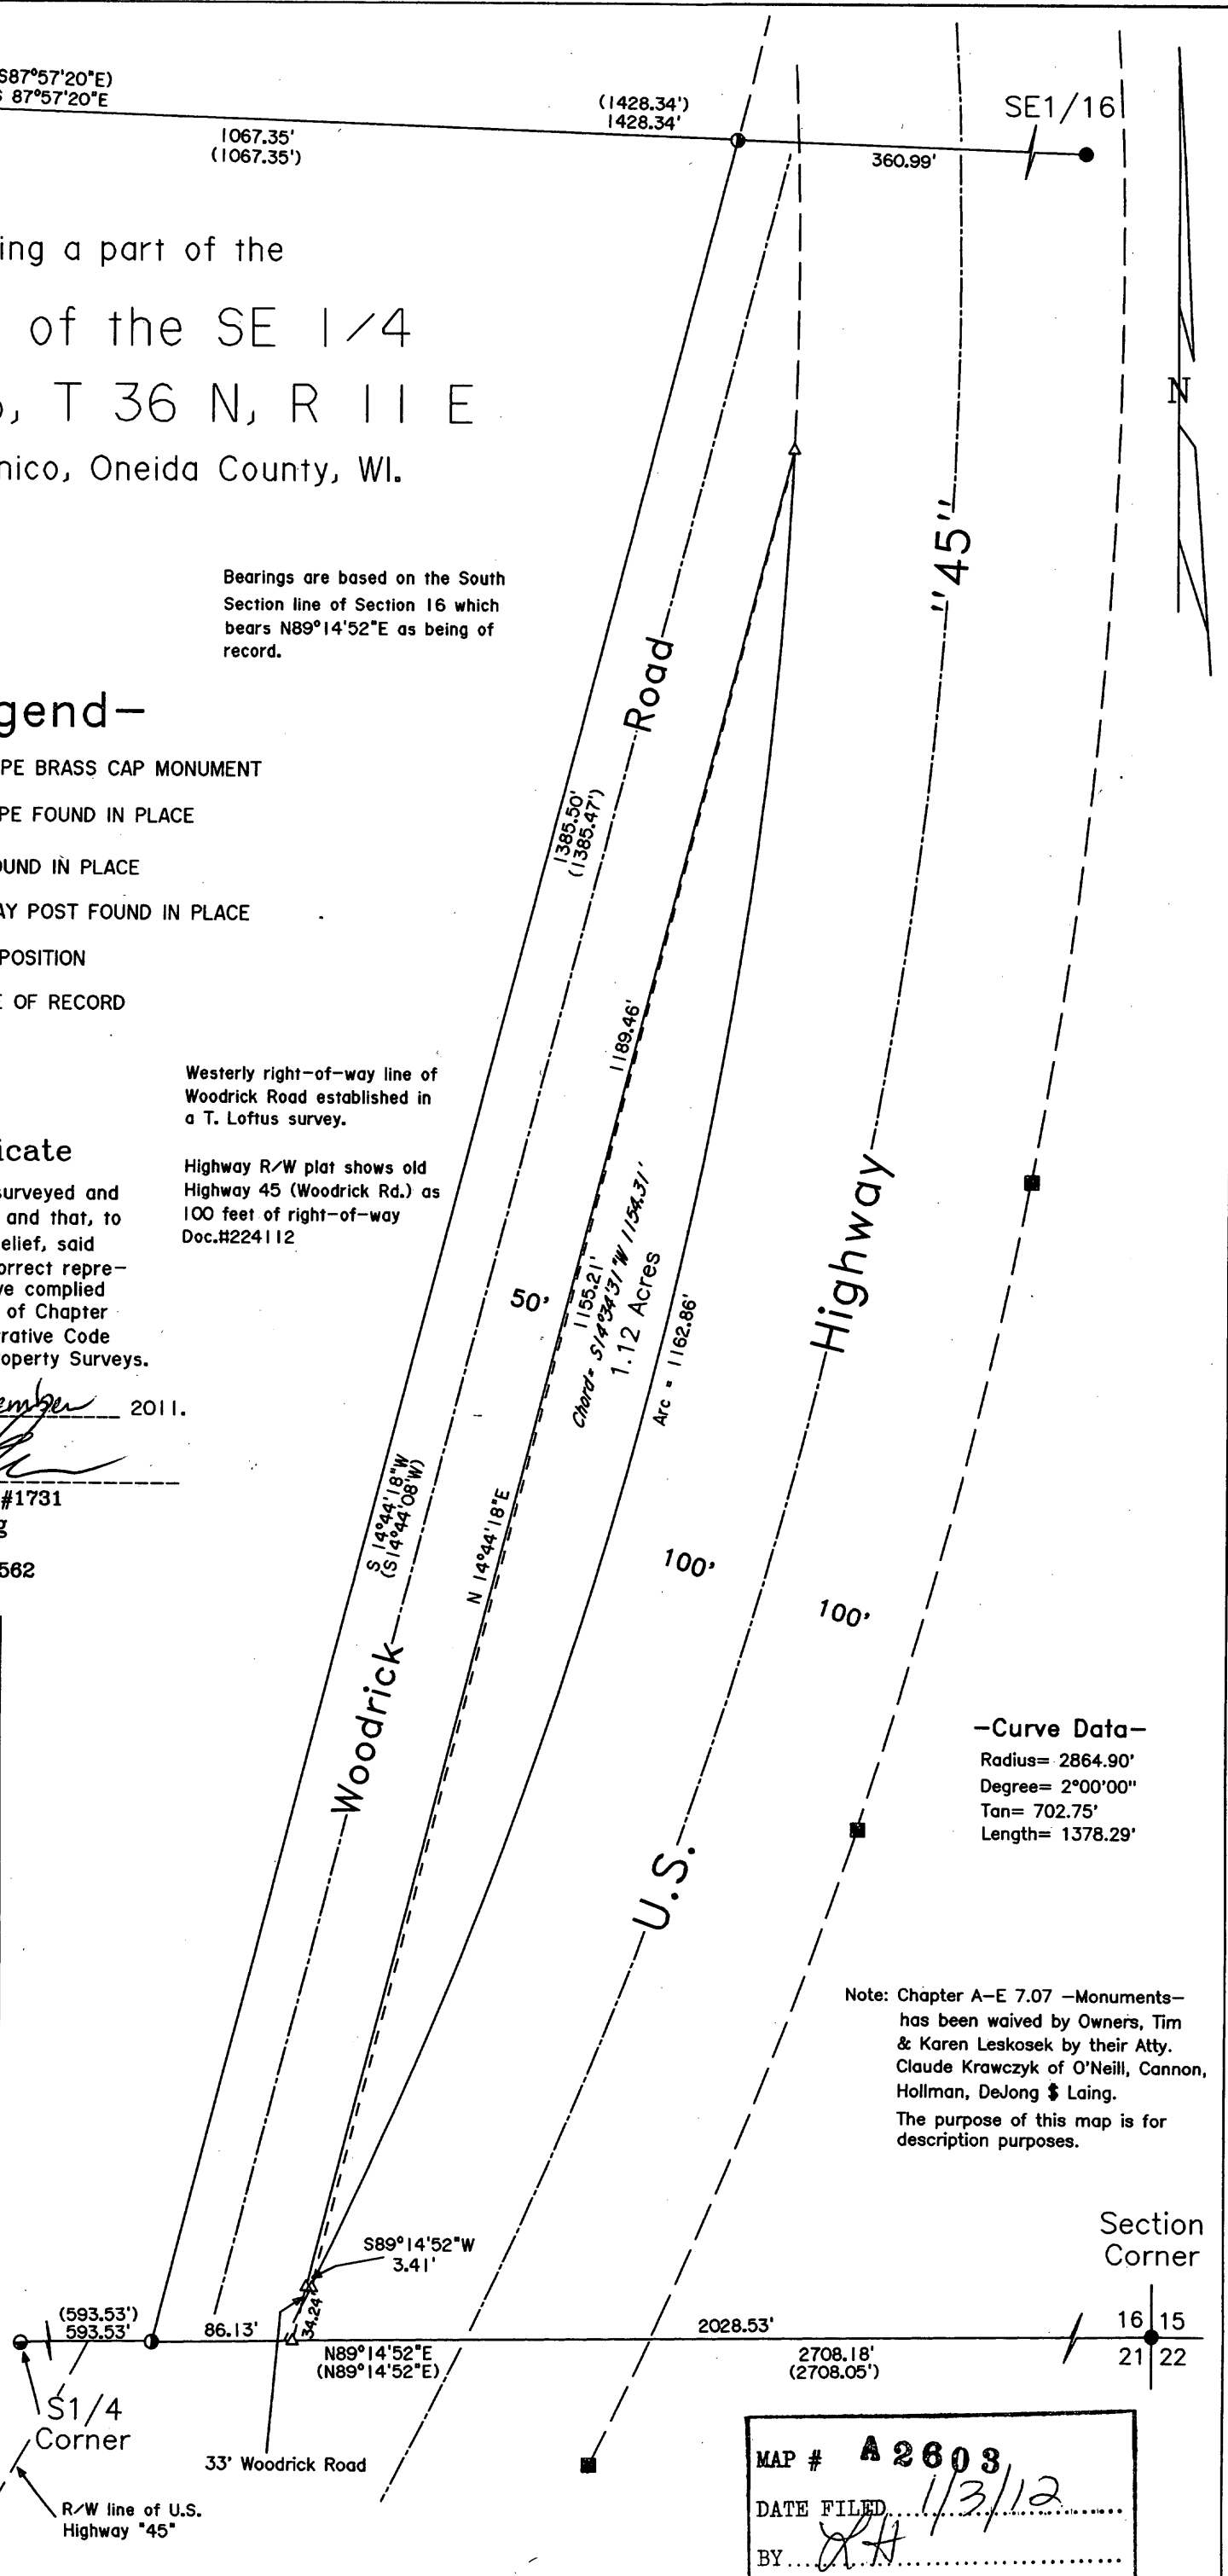 S87°57'20"E)
S 87°57'20"E
(1428.34')
1428.34'
SE1/16
1067.35'
(1067.35')
360.99'
ing a part of the
of the SE 1/4
, T 36 N, R 11 E
nico, Oneida County, WI.
N
"45"
Bearings are based on the South
Section line of Section 16 which
bears N89°14'52"E as being of
record.
Road
gend-
PE BRASS CAP MONUMENT
PE FOUND IN PLACE
OUND IN PLACE
AY POST FOUND IN PLACE
POSITION
E OF RECORD
1385.50'
(1385.47')
1189.46'
Westerly right-of-way line of
Woodrick Road established in
a T. Loftus survey.
Highway R/W plat shows old
Highway 45 (Woodrick Rd.) as
100 feet of right-of-way
Doc.#224112
icate
surveyed and
and that, to
elief, said
orrect repre-
ve complied
of Chapter
rative Code
operty Surveys.
ember 2011.
#1731
g
562
50'
1155.21'
Chord= S14°34'31"W 1154.31'
1.12 Acres
Arc = 1162.86'
Highway
S 14°44'18"W
(S14°44'08"W)
N 14°44'18"E
100'
100'
Woodrick
U.S.
-Curve Data-
Radius= 2864.90'
Degree= 2°00'00"
Tan= 702.75'
Length= 1378.29'
Note: Chapter A-E 7.07 -Monuments-
has been waived by Owners, Tim
& Karen Leskosek by their Atty.
Claude Krawczyk of O'Neill, Cannon,
Hollman, DeJong $ Laing.
The purpose of this map is for
description purposes.
Section
Corner
S89°14'52"W
3.41'
34.24'
(593.53')
593.53'
86.13'
2028.53'
16 15
21 22
N89°14'52"E
(N89°14'52"E)
2708.18'
(2708.05')
S1/4
Corner
33' Woodrick Road
R/W line of U.S.
Highway "45"
MAP # A2603
DATE FILED 1/3/12
BY